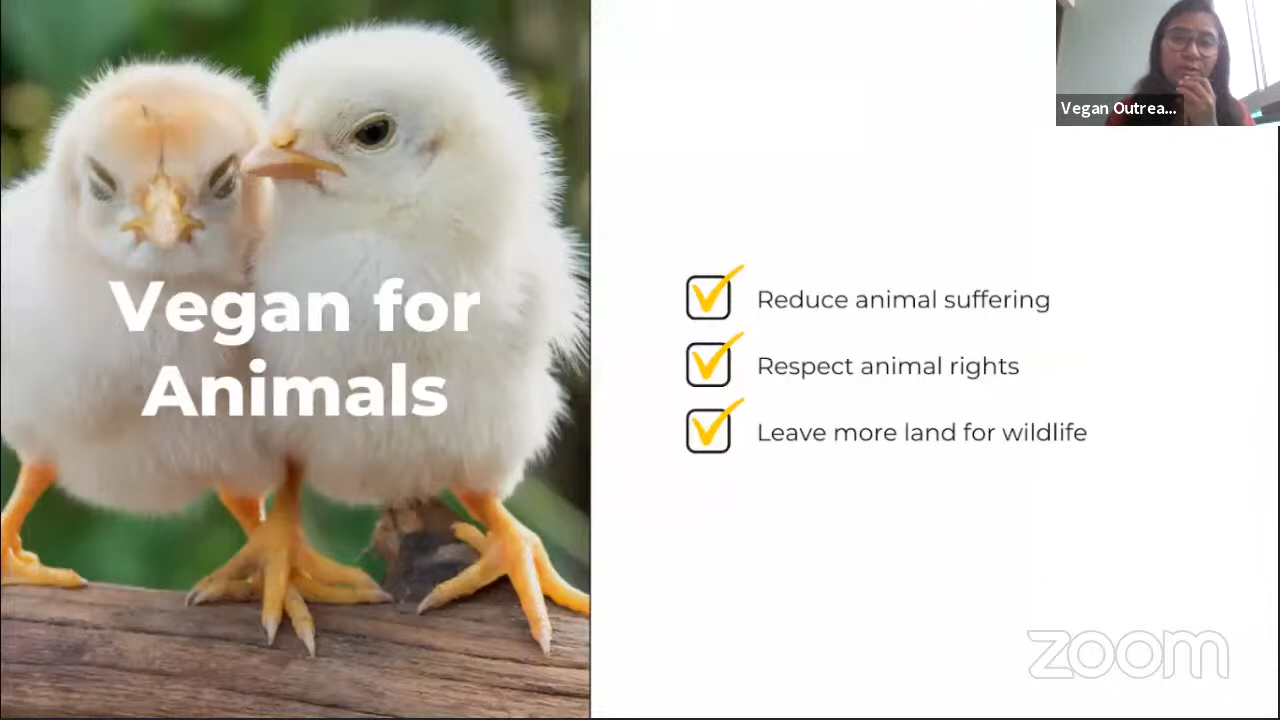 Vegan Outrea...
Vegan for
Animals
Reduce animal suffering
Respect animal rights
Leave more land for wildlife
zoom